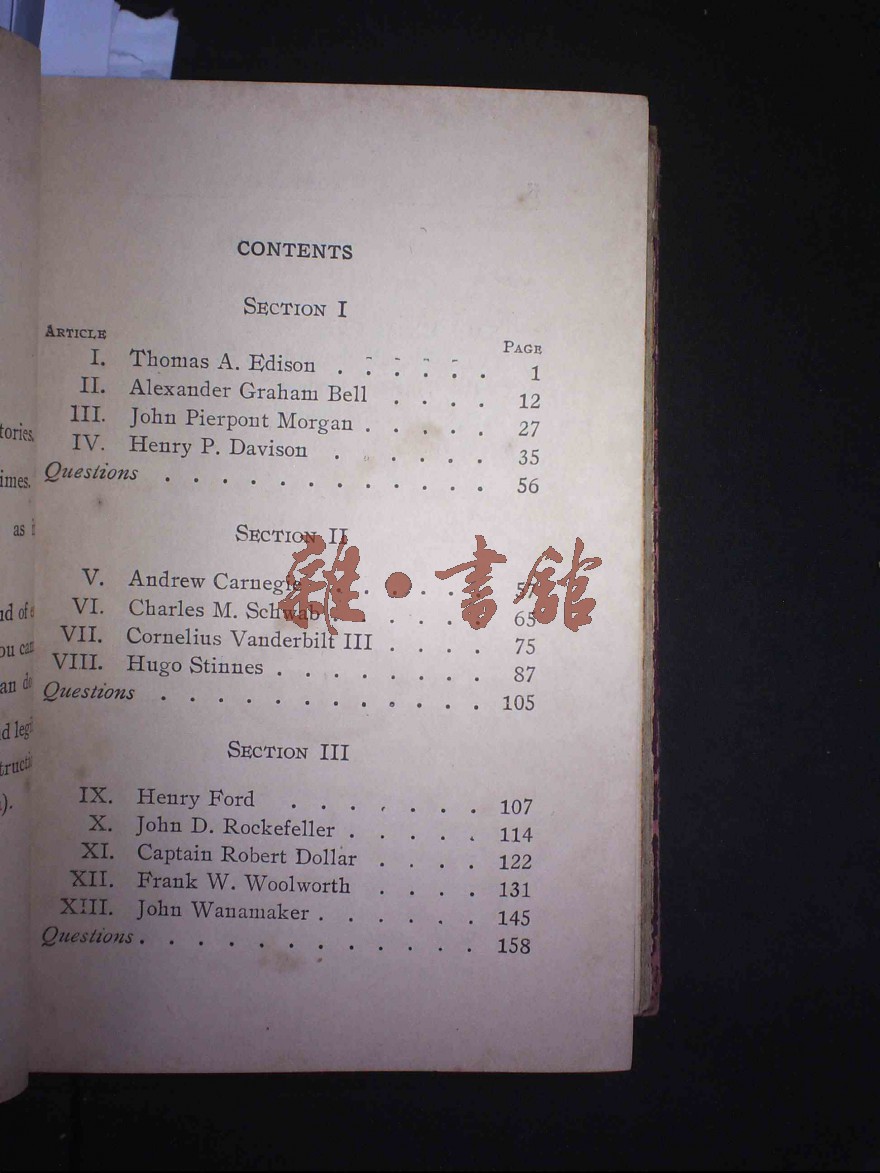 CONTENTS
SECTION I
ARTICLE
PAGE
I. Thomas A. Edison . . . . . . 1
II. Alexander Graham Bell . . . . 12
III. John Pierpont Morgan . . . . . 27
IV. Henry P. Davison . . . . . . 35
Questions . . . . . . . . . . . . 56
SECTION II
V. Andrew Carnegie . . . . . . 57
VI. Charles M. Schwab . . . . . . 65
VII. Cornelius Vanderbilt III . . . . 75
VIII. Hugo Stinnes . . . . . . . . 87
Questions . . . . . . . . . . . . 105
SECTION III
IX. Henry Ford . . . . . . . 107
X. John D. Rockefeller . . . . . 114
XI. Captain Robert Dollar . . . . 122
XII. Frank W. Woolworth . . . . 131
XIII. John Wanamaker . . . . . . 145
Questions . . . . . . . . . . . . 158
雜·書館
as